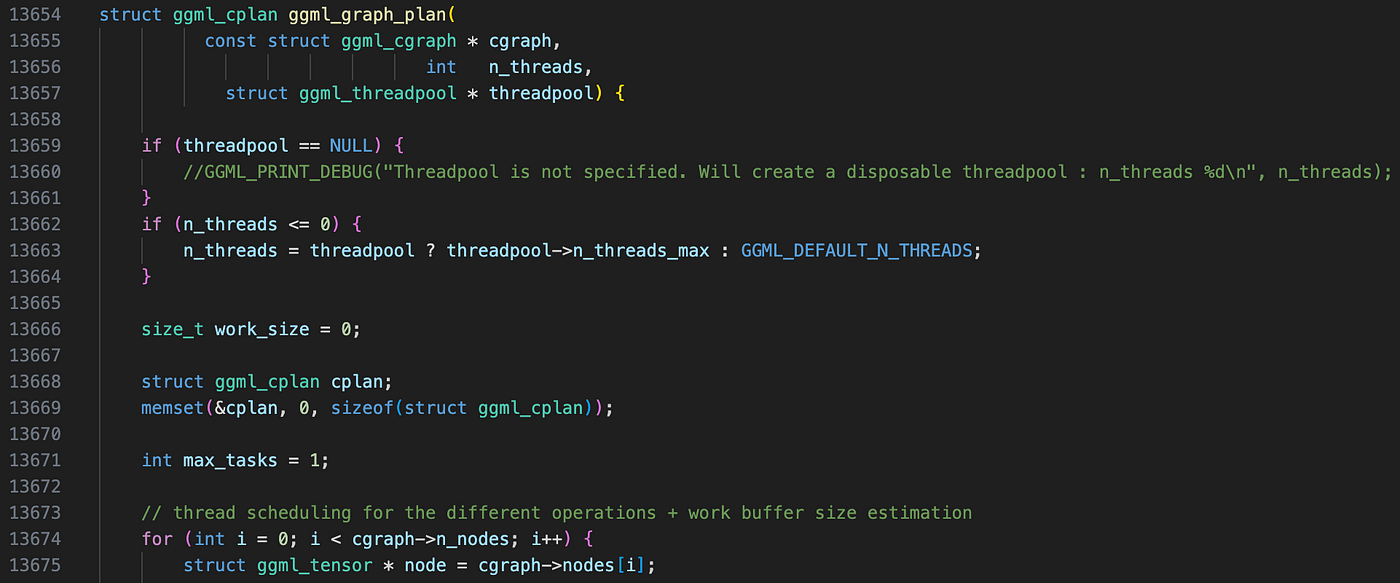 13654 struct ggml_cplan ggml_graph_plan(
13655 const struct ggml_cgraph * cgraph,
13656 int n_threads,
13657 struct ggml_threadpool * threadpool) {
13658
13659 if (threadpool == NULL) {
13660 //GGML_PRINT_DEBUG("Threadpool is not specified. Will create a disposable threadpool : n_threads %d\n", n_threads);
13661 }
13662 if (n_threads <= 0) {
13663 n_threads = threadpool ? threadpool->n_threads_max : GGML_DEFAULT_N_THREADS;
13664 }
13665
13666 size_t work_size = 0;
13667
13668 struct ggml_cplan cplan;
13669 memset(&cplan, 0, sizeof(struct ggml_cplan));
13670
13671 int max_tasks = 1;
13672
13673 // thread scheduling for the different operations + work buffer size estimation
13674 for (int i = 0; i < cgraph->n_nodes; i++) {
13675 struct ggml_tensor * node = cgraph->nodes[i];